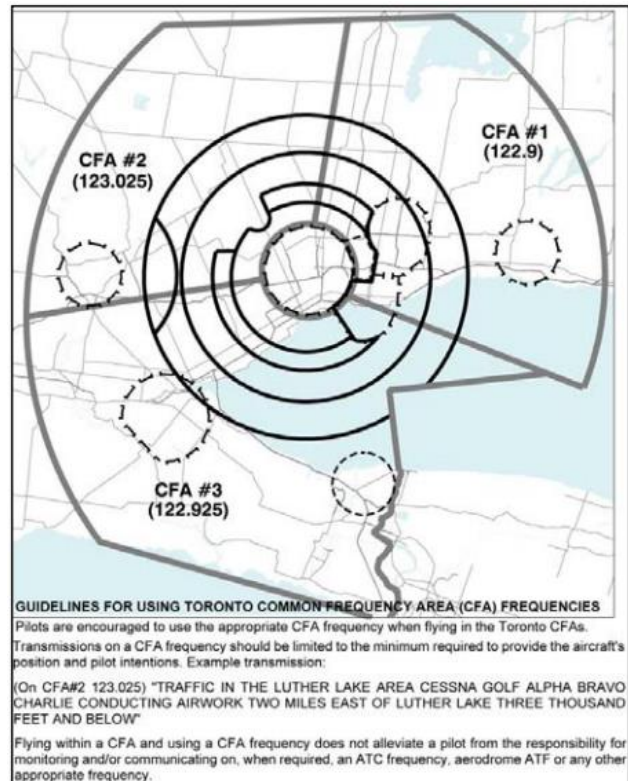 CFA #1
(122.9)
CFA #2
(123.025)
CFA #3
(122.925)
GUIDELINES FOR USING TORONTO COMMON FREQUENCY AREA (CFA) FREQUENCIES
Pilots are encouraged to use the appropriate CFA frequency when flying in the Toronto CFAs.
Transmissions on a CFA frequency should be limited to the minimum required to provide the aircraft's
position and pilot intentions. Example transmission:
(On CFA#2 123.025) "TRAFFIC IN THE LUTHER LAKE AREA CESSNA GOLF ALPHA BRAVO
CHARLIE CONDUCTING AIRWORK TWO MILES EAST OF LUTHER LAKE THREE THOUSAND
FEET AND BELOW"
Flying within a CFA and using a CFA frequency does not alleviate a pilot from the responsibility for
monitoring and/or communicating on, when required, an ATC frequency, aerodrome ATF or any other
appropriate frequency.